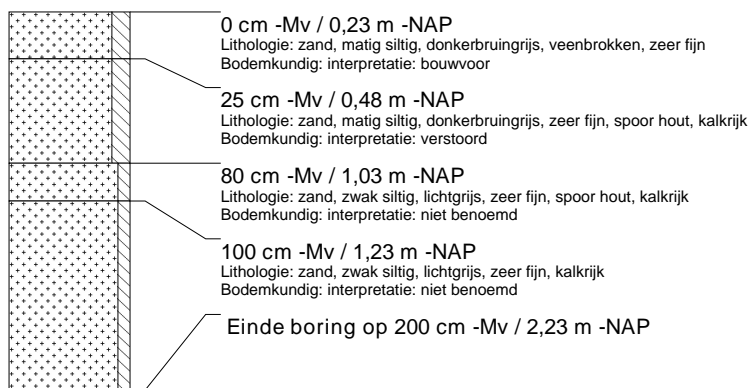 0 cm -Mv / 0,23 m -NAP
Lithologie: zand, matig siltig, donkerbruingrijs, veenbrokken, zeer fijn
Bodemkundig: interpretatie: bouwvoor
25 cm -Mv / 0,48 m -NAP
Lithologie: zand, matig siltig, donkerbruingrijs, zeer fijn, spoor hout, kalkrijk
Bodemkundig: interpretatie: verstoord
80 cm -Mv / 1,03 m -NAP
Lithologie: zand, zwak siltig, lichtgrijs, zeer fijn, spoor hout, kalkrijk
Bodemkundig: interpretatie: niet benoemd
100 cm -Mv / 1,23 m -NAP
Lithologie: zand, zwak siltig, lichtgrijs, zeer fijn, kalkrijk
Bodemkundig: interpretatie: niet benoemd
Einde boring op 200 cm -Mv / 2,23 m -NAP